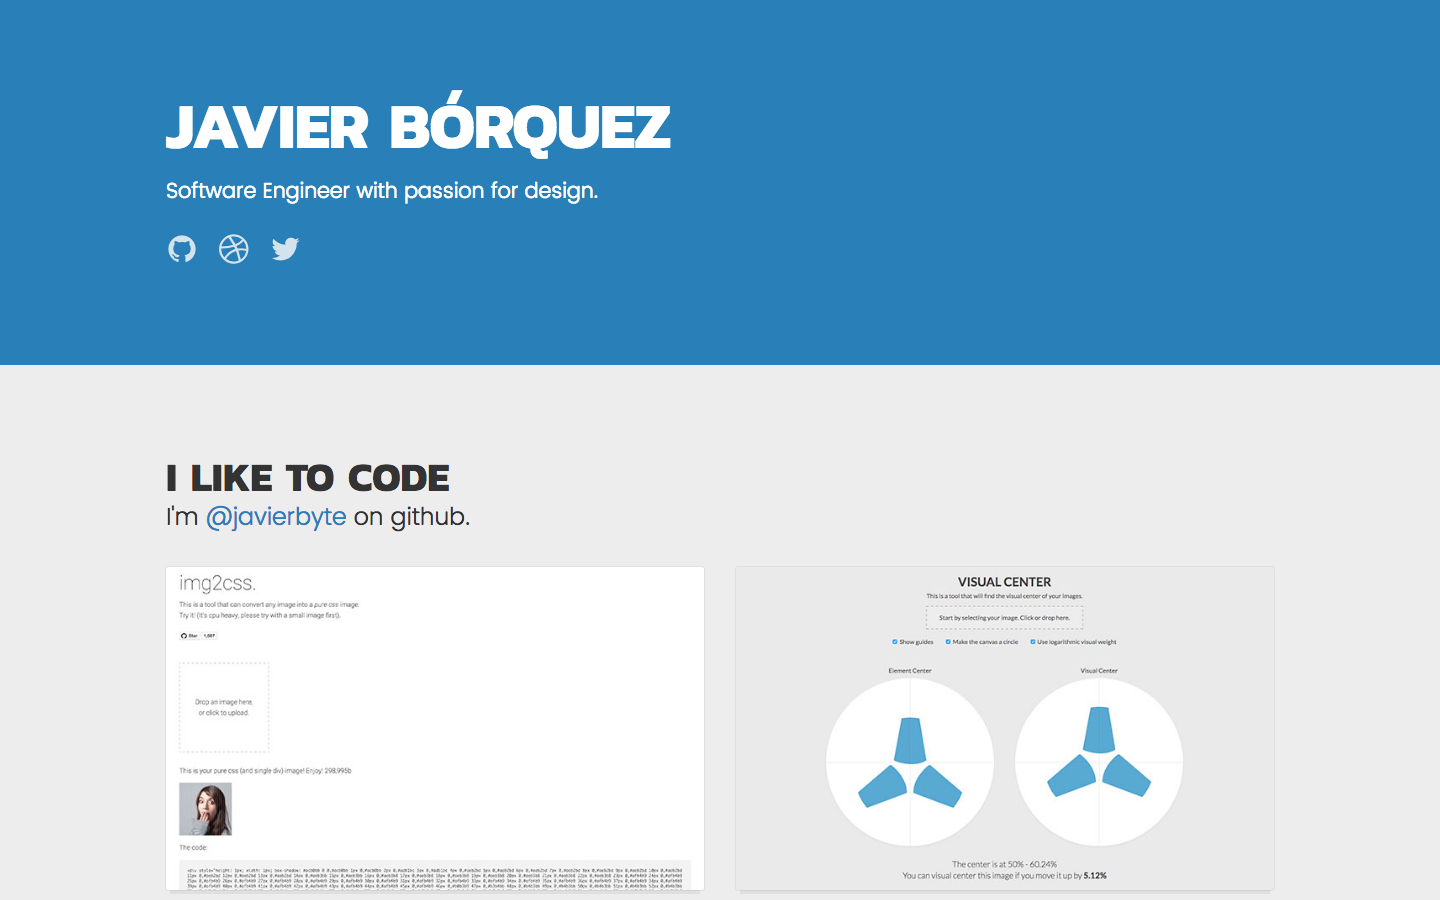 JAVIER BÓRQUEZ
Software Engineer with passion for design.
I LIKE TO CODE
I'm @javierbyte on github.
img2css.
This is a tool that can convert any image into a pure css image.
Try it! (It's cpu heavy, please try with a small image first).
Star 1,007
Drop an image here,
or click to upload.
This is your pure css (and single div) image! Enjoy! 298,995b
The code:
VISUAL CENTER
This is a tool that will find the visual center of your images.
Start by selecting your image. Click or drop here.
Show guides Make the canvas a circle Use logarithmic visual weight
Element Center Visual Center
The center is at 50% - 60.24%
You can visual center this image if you move it up by 5.12%